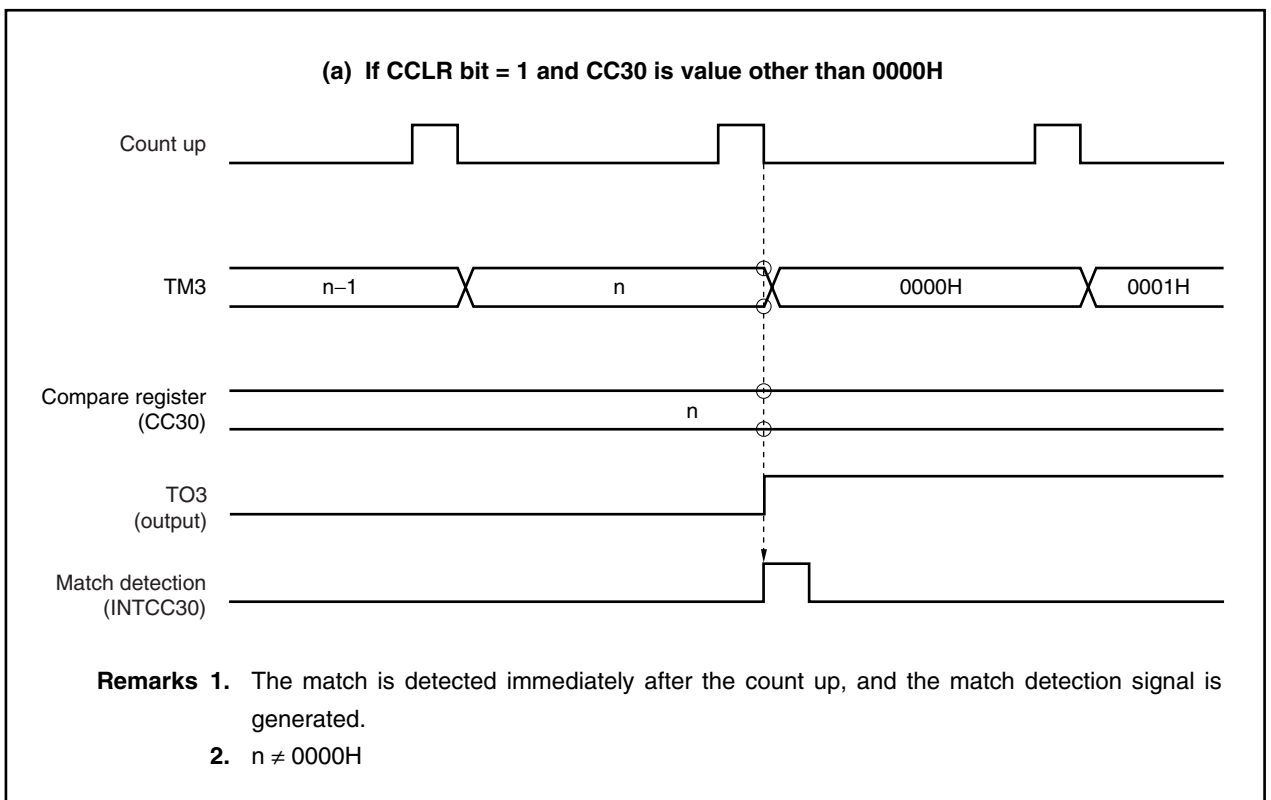 (a) If CCLR bit = 1 and CC30 is value other than 0000H
Count up
TM3
n–1
n
0000H
0001H
Compare register
(CC30)
n
TO3
(output)
Match detection
(INTCC30)
Remarks 1. The match is detected immediately after the count up, and the match detection signal is
generated.
2. n ≠ 0000H